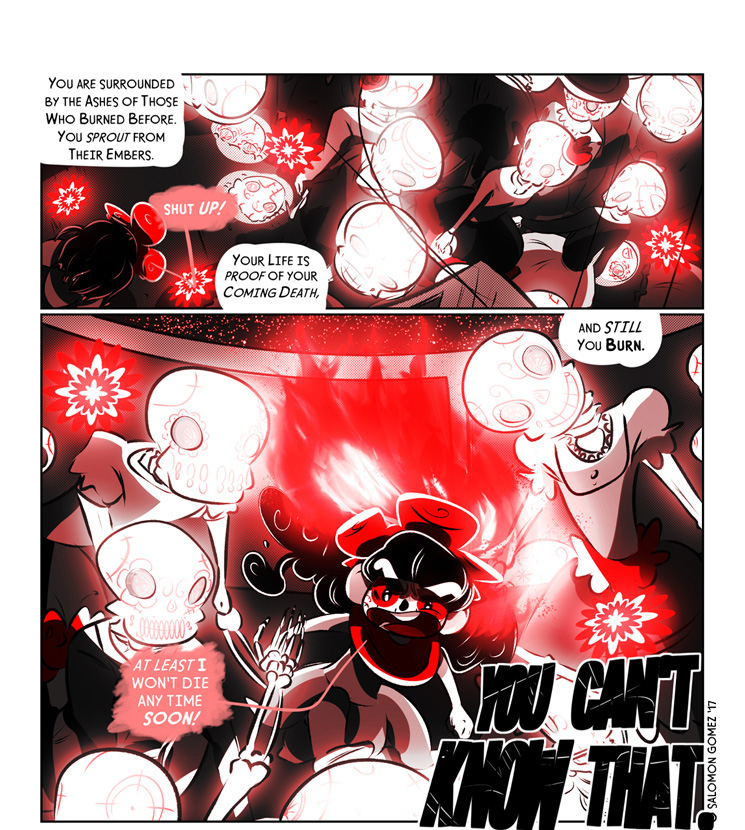 YOU ARE SURROUNDED
BY THE ASHES OF THOSE
WHO BURNED BEFORE.
YOU SPROUT FROM
THEIR EMBERS.
SHUT UP!
YOUR LIFE IS
PROOF OF YOUR
COMING DEATH,
AND STILL
YOU BURN.
AT LEAST I
WON'T DIE
ANY TIME
SOON!
YOU CAN'T
KNOW THAT.
© SALOMON GOMEZ '17